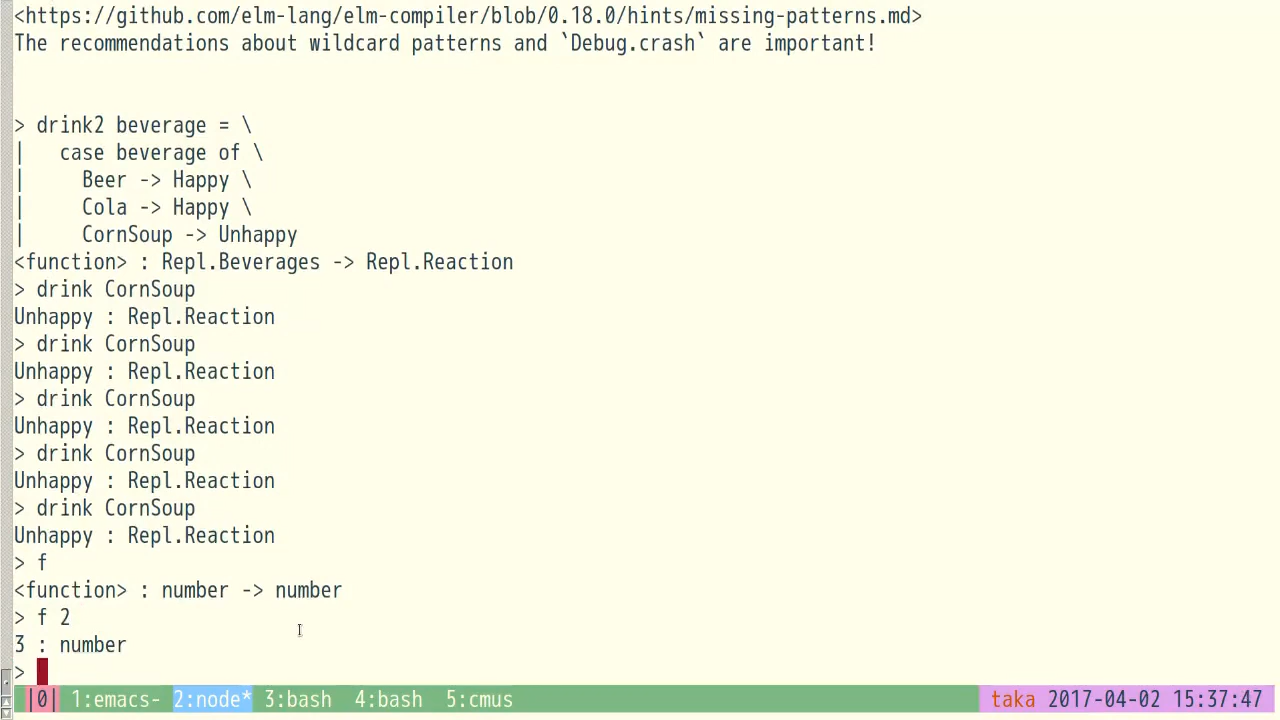 <https://github.com/elm-lang/elm-compiler/blob/0.18.0/hints/missing-patterns.md>
The recommendations about wildcard patterns and `Debug.crash` are important!
> drink2 beverage = \
|   case beverage of \
|     Beer -> Happy \
|     Cola -> Happy \
|     CornSoup -> Unhappy
<function> : Repl.Beverages -> Repl.Reaction
> drink CornSoup
Unhappy : Repl.Reaction
> drink CornSoup
Unhappy : Repl.Reaction
> drink CornSoup
Unhappy : Repl.Reaction
> drink CornSoup
Unhappy : Repl.Reaction
> drink CornSoup
Unhappy : Repl.Reaction
> f
<function> : number -> number
> f 2
3 : number
>
|0| 1:emacs- 2:node* 3:bash  4:bash  5:cmus taka 2017-04-02 15:37:47